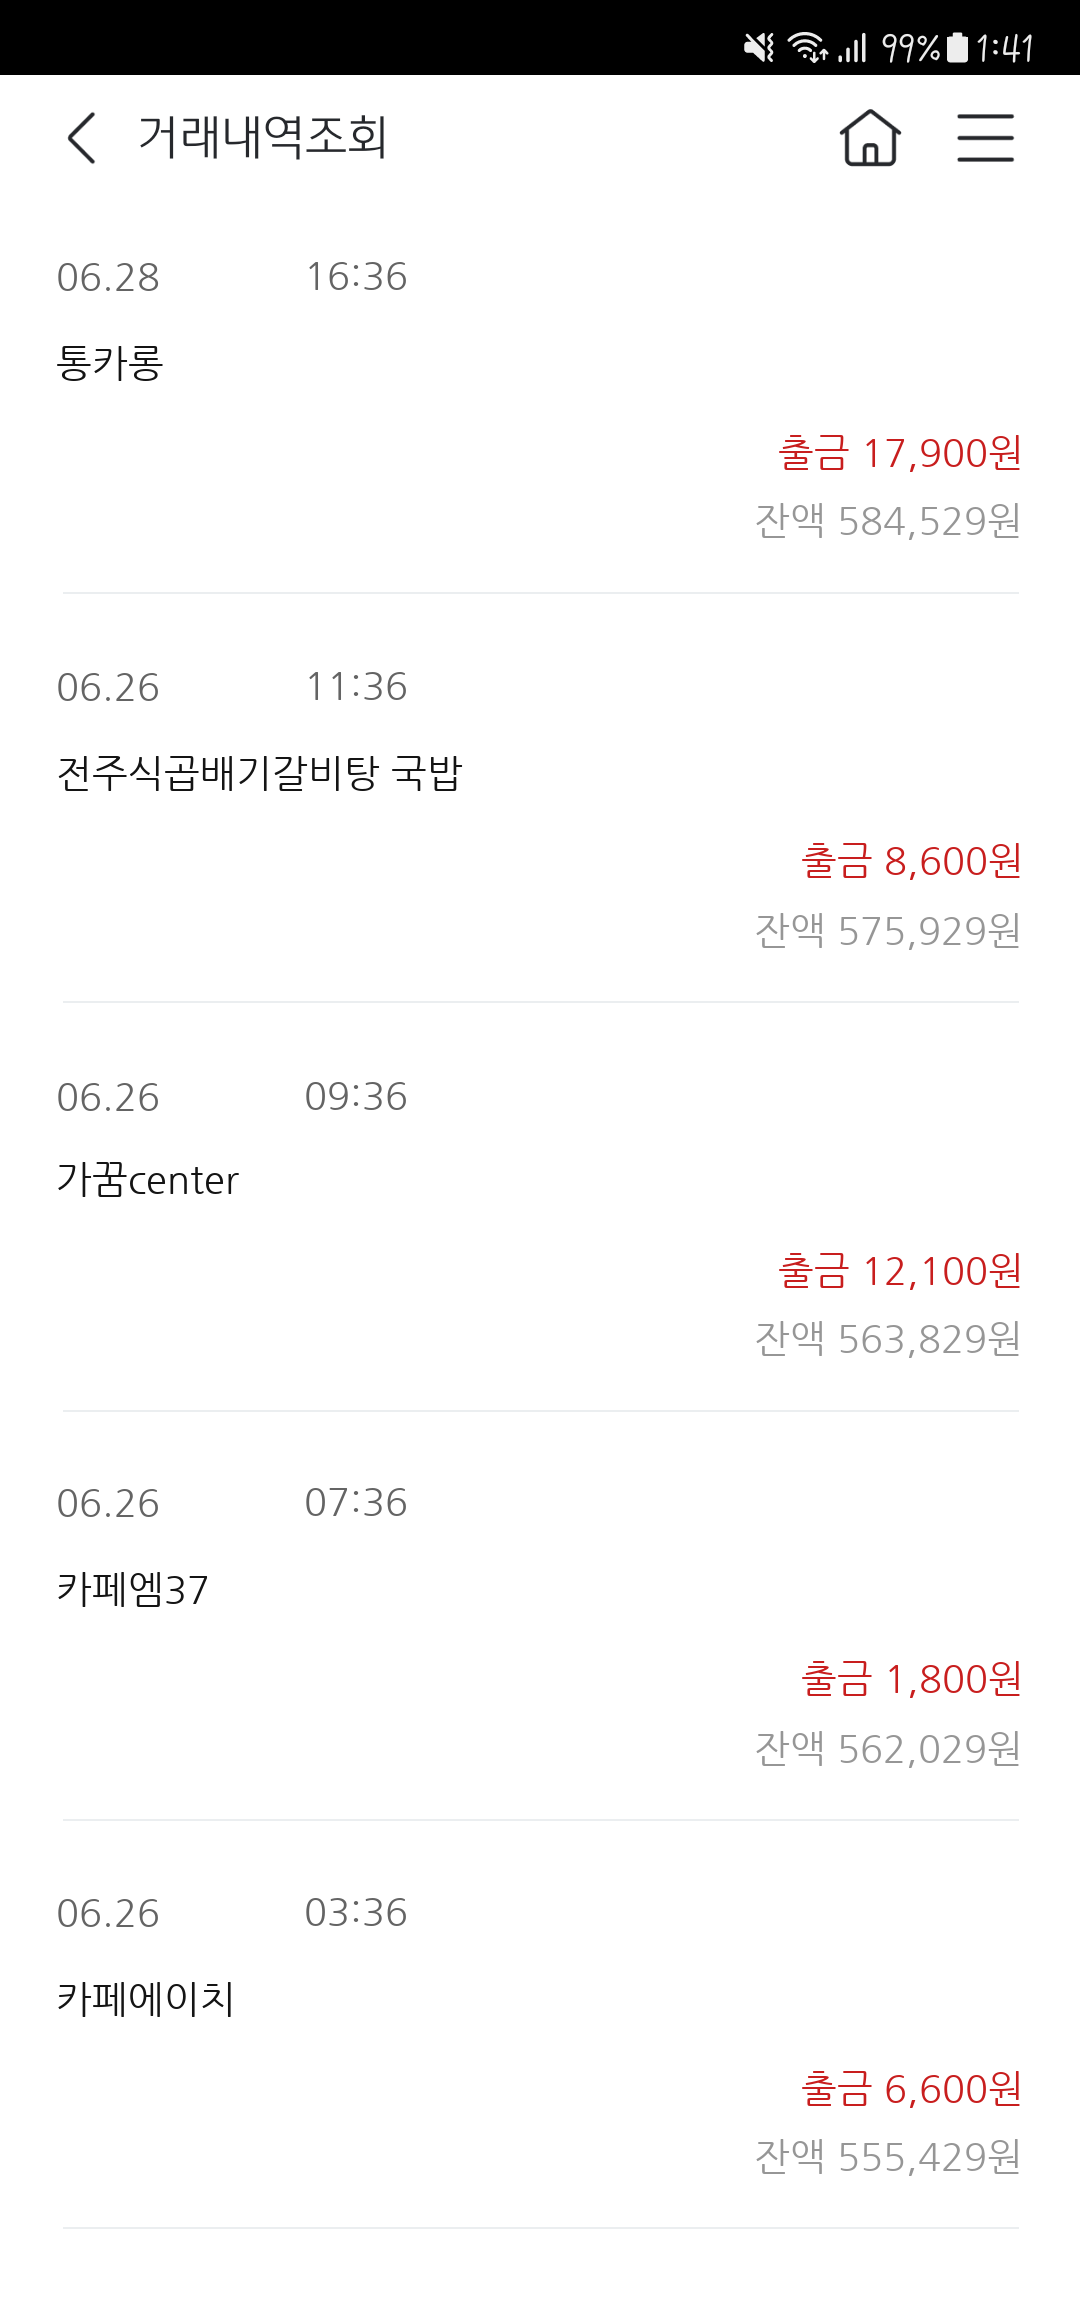 99% 1:41
거래내역조회
06.28 16:36
통카롱
출금 17,900원
잔액 584,529원
06.26 11:36
전주식곱배기갈비탕 국밥
출금 8,600원
잔액 575,929원
06.26 09:36
가꿈center
출금 12,100원
잔액 563,829원
06.26 07:36
카페엠37
출금 1,800원
잔액 562,029원
06.26 03:36
카페에이치
출금 6,600원
잔액 555,429원